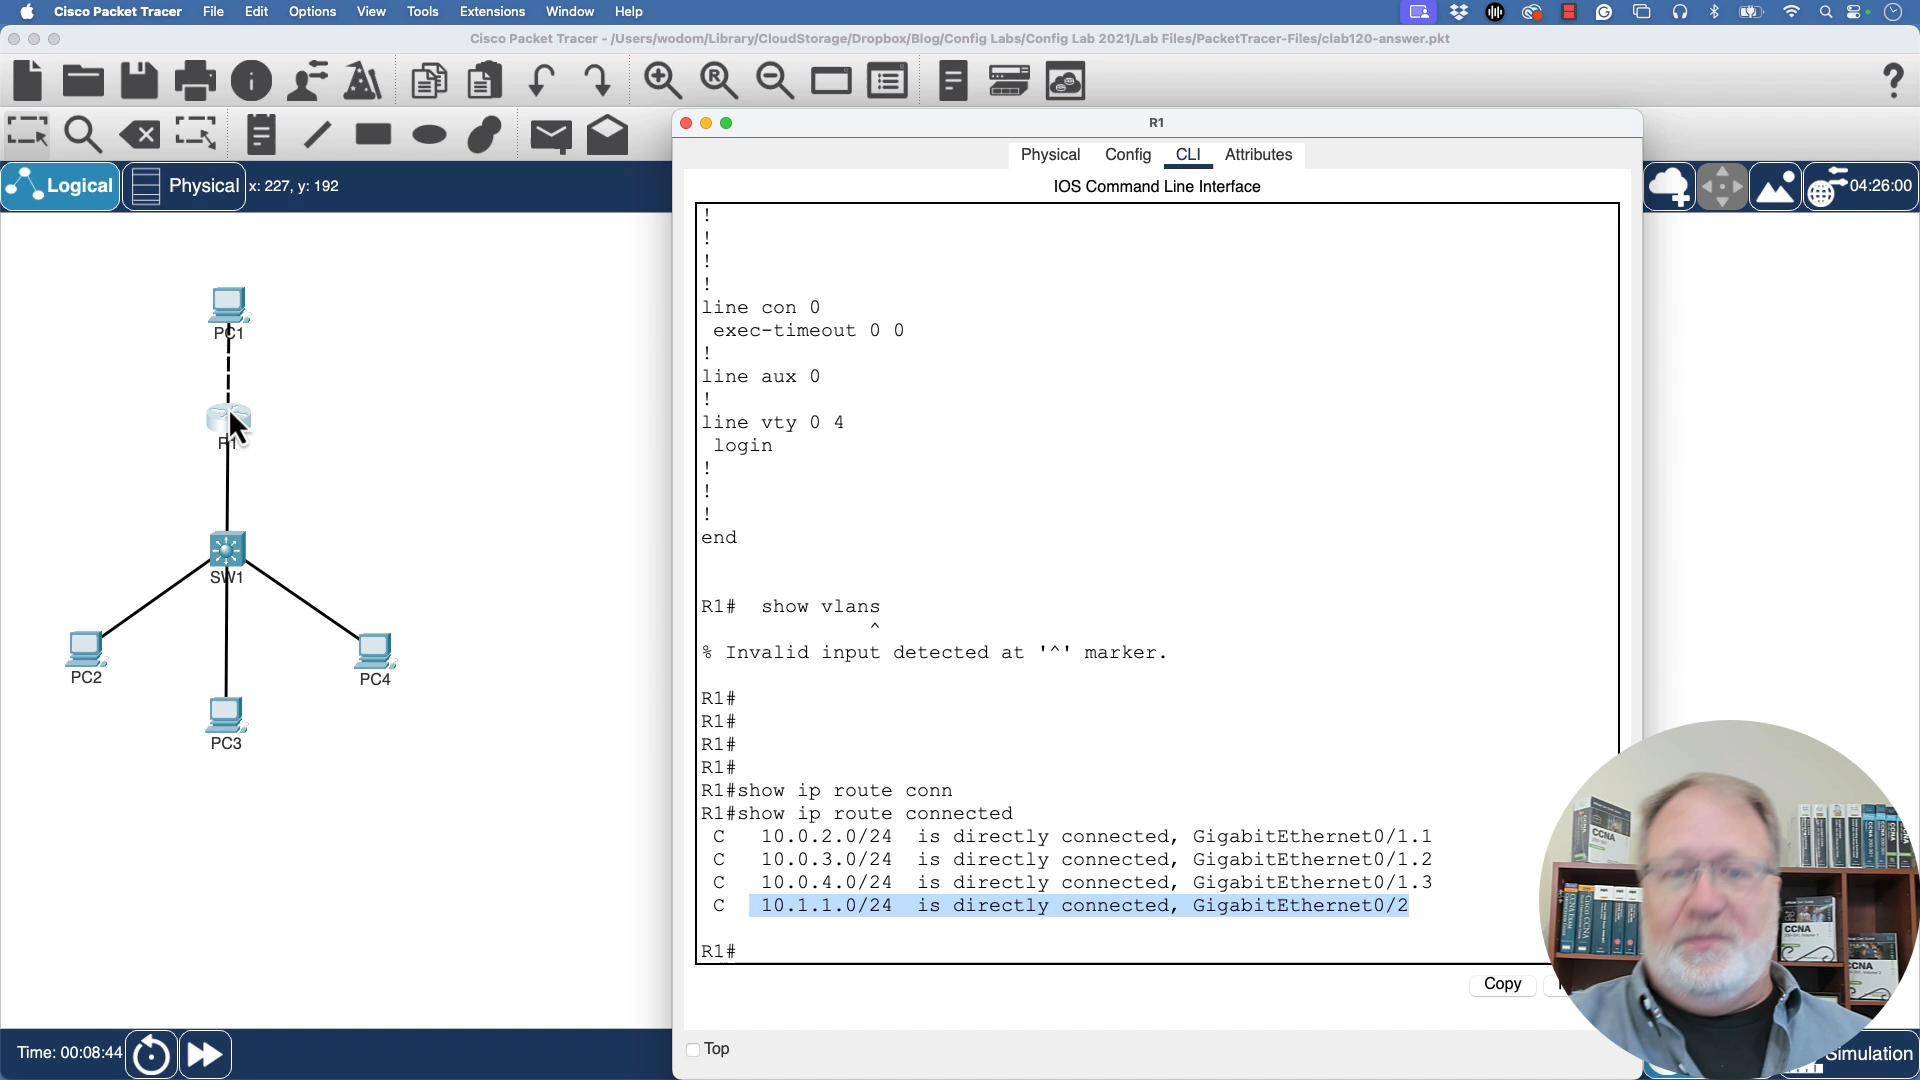 Cisco Packet Tracer File Edit Options View Tools Extensions Window Help
Cisco Packet Tracer - /Users/wodom/Library/CloudStorage/Dropbox/Blog/Config Labs/Config Lab 2021/Lab Files/PacketTracer-Files/clab120-answer.pkt
R1
Physical Config CLI Attributes
Logical Physical x: 227, y: 192
04:26:00
IOS Command Line Interface
!
!
!
!
line con 0
exec-timeout 0 0
!
line aux 0
!
line vty 0 4
login
!
!
!
end
R1# show vlans
^
% Invalid input detected at '^' marker.
R1#
R1#
R1#
R1#
R1#show ip route conn
R1#show ip route connected
C 10.0.2.0/24 is directly connected, GigabitEthernet0/1.1
C 10.0.3.0/24 is directly connected, GigabitEthernet0/1.2
C 10.0.4.0/24 is directly connected, GigabitEthernet0/1.3
C 10.1.1.0/24 is directly connected, GigabitEthernet0/2
R1#
Copy
Top
PC1
R1
SW1
PC2
PC4
PC3
Time: 00:08:44
Simulation
CCNA
CCNA
CCNA